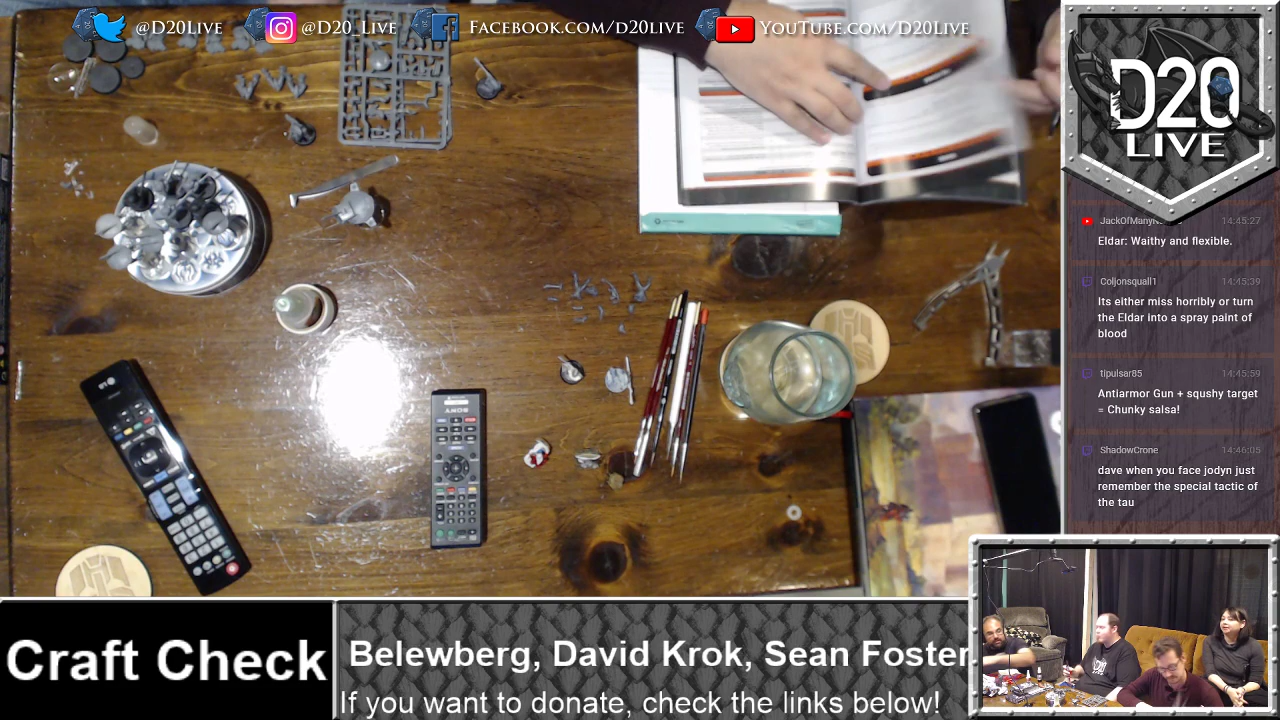 @D20Live
@D20_Live
Facebook.com/d20live
YouTube.com/D20Live
D20
LIVE
14:45:27
Eldar: Waithy and flexible.
Coljonsquall1 14:45:39
Its either miss horribly or turn
the Eldar into a spray paint of
blood
tipulsar85 14:45:59
Antiarmor Gun + squshy target
= Chunky salsa!
ShadowCrone 14:46:05
dave when you face jodyn just
remember the special tactic of
the tau
SONY
Craft Check
Belewberg, David Krok, Sean Foster
If you want to donate, check the links below!